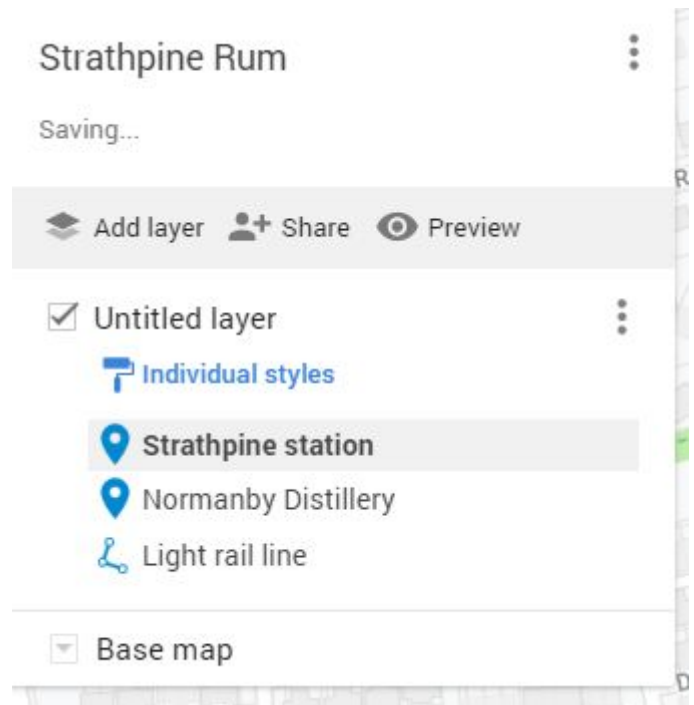 Strathpine Rum
Saving...
Add layer Share Preview
Untitled layer
Individual styles
Strathpine station
Normanby Distillery
Light rail line
Base map
R
D